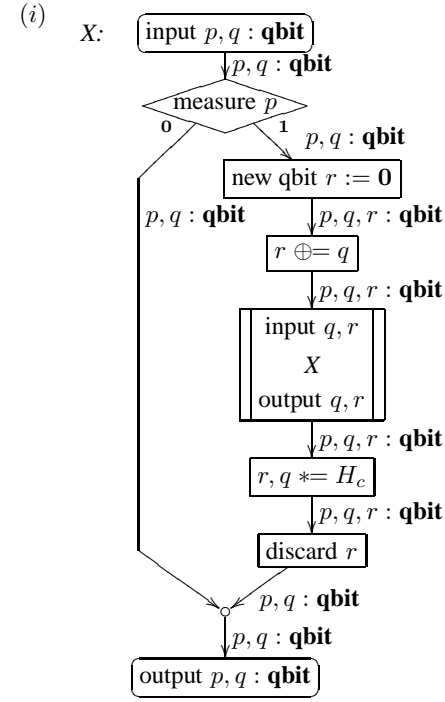 (i)
X: input p, q : qbit
p, q : qbit
measure p
0 1
p, q : qbit
new qbit r := 0
p, q : qbit
p, q, r : qbit
r ⊕= q
p, q, r : qbit
input q, r
X
output q, r
p, q, r : qbit
r, q *= H_c
p, q, r : qbit
discard r
p, q : qbit
p, q : qbit
output p, q : qbit